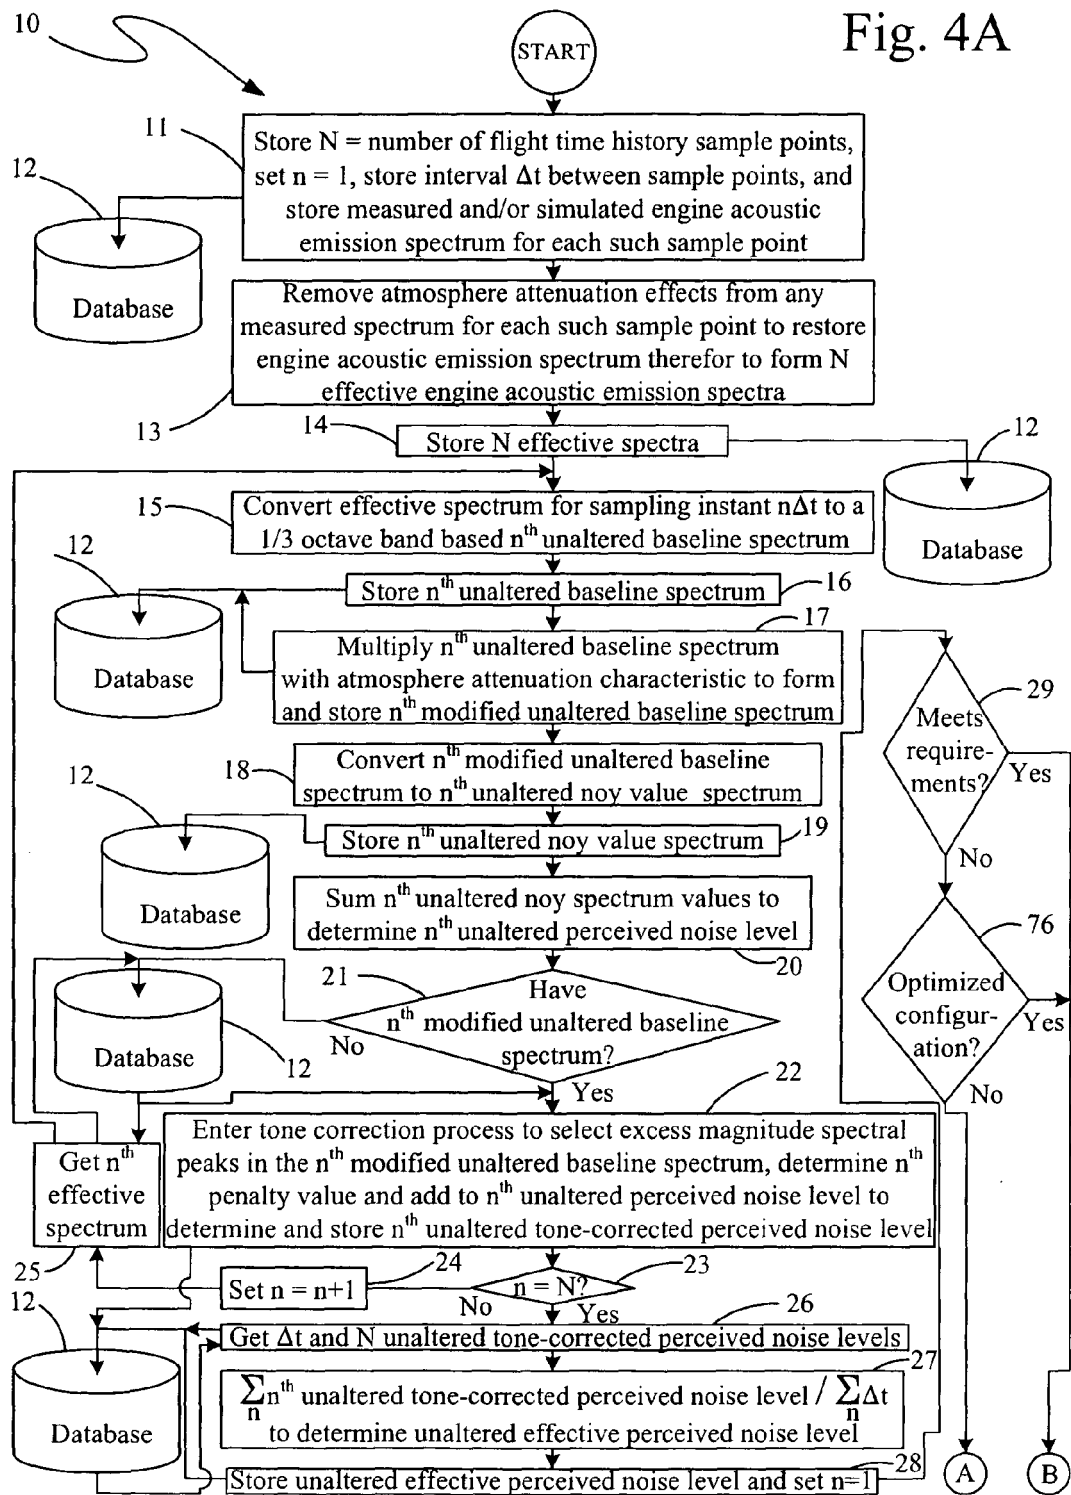 Fig. 4A
10
START
11
Store N = number of flight time history sample points,
set n = 1, store interval Δt between sample points, and
store measured and/or simulated engine acoustic
emission spectrum for each such sample point
12
Database
Remove atmosphere attenuation effects from any
measured spectrum for each such sample point to restore
engine acoustic emission spectrum therefor to form N
effective engine acoustic emission spectra
13
14
Store N effective spectra
12
Database
15
Convert effective spectrum for sampling instant nΔt to a
1/3 octave band based nth unaltered baseline spectrum
12
Database
Store nth unaltered baseline spectrum
16
17
Multiply nth unaltered baseline spectrum
with atmosphere attenuation characteristic to form
and store nth modified unaltered baseline spectrum
29
Meets
require-
ments?
Yes
No
18
Convert nth modified unaltered baseline
spectrum to nth unaltered noy value spectrum
12
Database
Store nth unaltered noy value spectrum
19
Sum nth unaltered noy spectrum values to
determine nth unaltered perceived noise level
20
76
Optimized
configur-
ation?
Yes
No
21
Have
nth modified unaltered baseline
spectrum?
No
Yes
Database
12
22
Enter tone correction process to select excess magnitude spectral
peaks in the nth modified unaltered baseline spectrum, determine nth
penalty value and add to nth unaltered perceived noise level to
determine and store nth unaltered tone-corrected perceived noise level
Get nth
effective
spectrum
25
24
Set n = n+1
23
n = N?
No
Yes
26
Get Δt and N unaltered tone-corrected perceived noise levels
12
Database
27
∑n nth unaltered tone-corrected perceived noise level / ∑n Δt
to determine unaltered effective perceived noise level
28
Store unaltered effective perceived noise level and set n=1
A
B